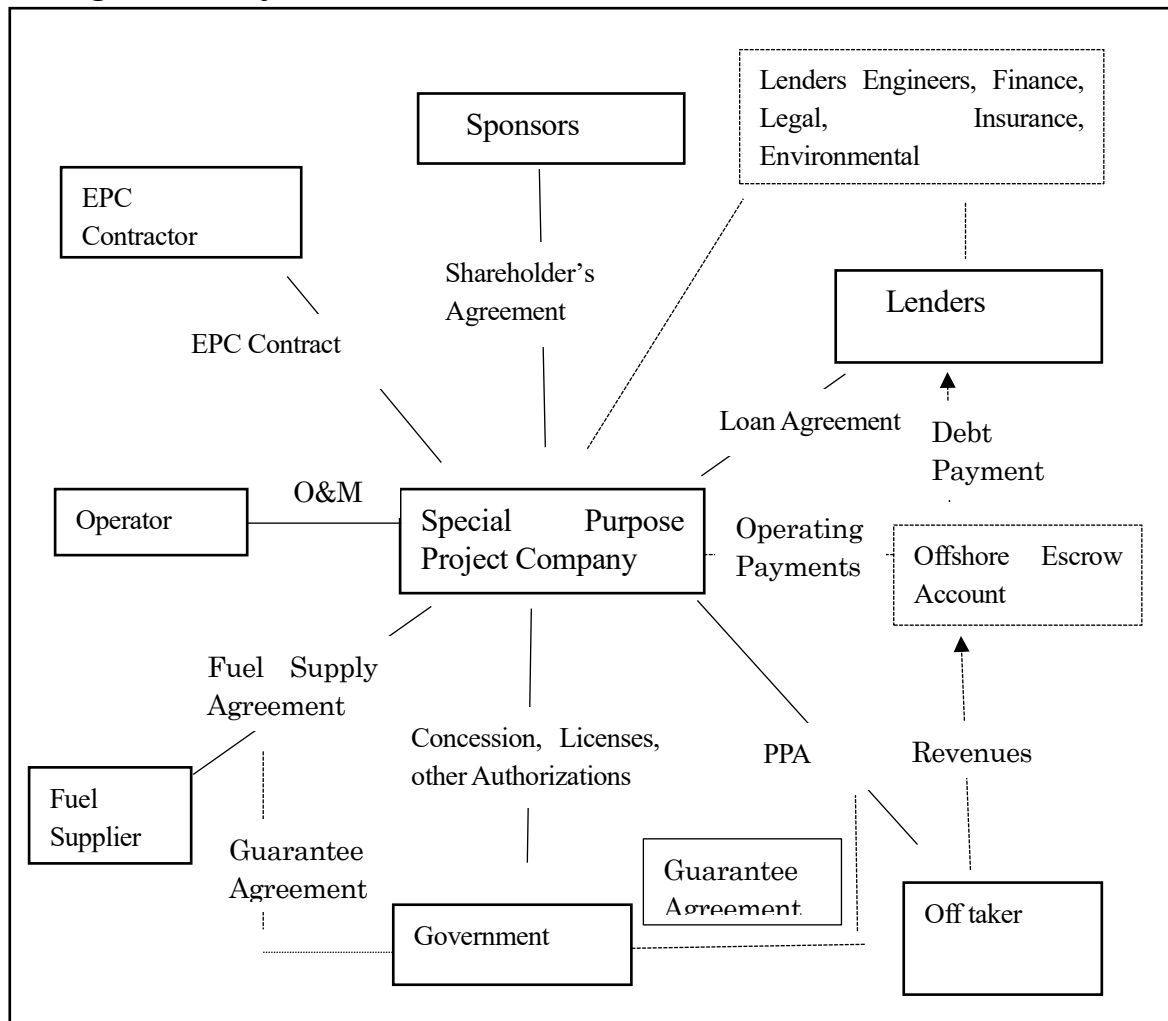 Lenders Engineers, Finance,
Legal, Insurance,
Environmental
Sponsors
EPC
Contractor
Shareholder’s
Agreement
Lenders
EPC Contract
Loan Agreement
Debt
Payment
O&M
Operator
Special Purpose
Project Company
Operating
Payments
Offshore Escrow
Account
Fuel Supply
Agreement
Concession, Licenses,
other Authorizations
PPA
Revenues
Fuel
Supplier
Guarantee
Agreement
Guarantee
Agreement
Government
Off taker